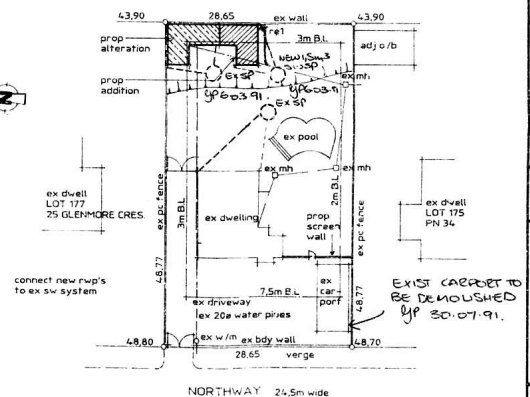 43,90 28,65 ex wall 43,90
prop
alteration
re1
3m B.L
adj o/b
NEW 1,5m3
SP
prop
addition
Ex SP
ex mh
YP603.91.
Ex SP
ex pool
ex mh
ex mh
ex dwell
LOT 177
25 GLENMORE CRES.
ex pc fence
3m B.L
ex dwelling
2m B.L
prop
screen
wall
ex pc fence
ex dwell
LOT 175
PN 34
connect new rwp's
to ex sw system
48,77
7,5m B.L
ex driveway
ex 20ø water pipes
ex
car-
port
48,77
EXIST CARPORT TO
BE DEMOLISHED
YP 30.07.91.
ex w/m ex bdy wall
48,80 28,65 verge 48,70
NORTHWAY 24,5m wide
N